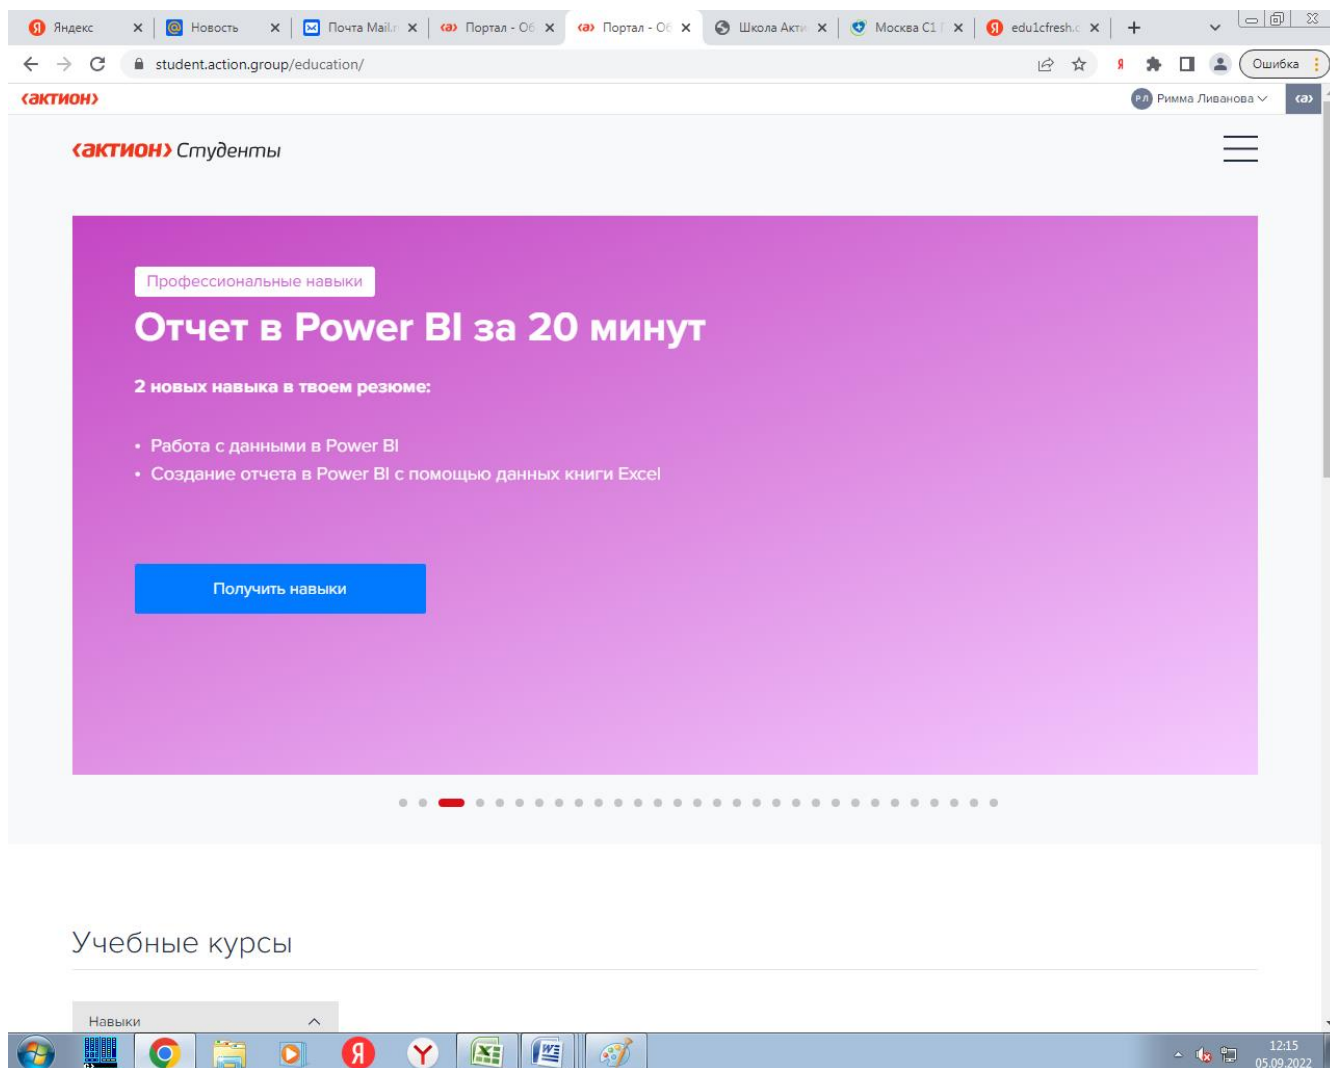 Яндекс
Новость
Почта Mail.r
Портал - Об
Портал - Об
Школа Акти
Москва С1
edu1cfresh.c
student.action.group/education/
Ошибка
‹актион›
РЛ Римма Ливанова
‹а›
‹актион› Студенты
Профессиональные навыки
Отчет в Power BI за 20 минут
2 новых навыка в твоем резюме:
• Работа с данными в Power BI
• Создание отчета в Power BI с помощью данных книги Excel
Получить навыки
Учебные курсы
Навыки
12:15
05.09.2022